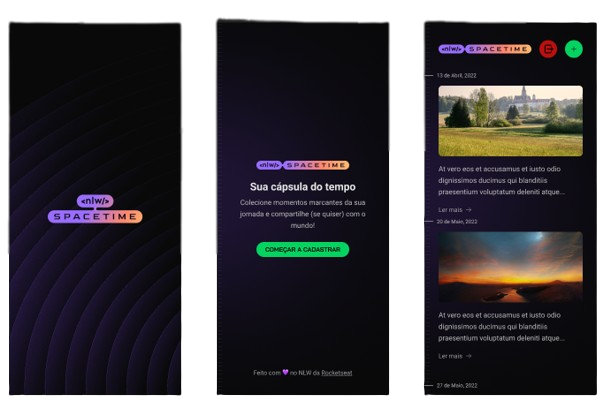 <nlw/>
SPACETIME
<nlw/> SPACETIME
Sua cápsula do tempo
Colecione momentos marcantes da sua
jornada e compartilhe (se quiser) com o
mundo!
COMEÇAR A CADASTRAR
Feito com 💜 no NLW da Rocketseat
<nlw/> SPACETIME
13 de Abril, 2022
At vero eos et accusamus et iusto odio
dignissimos ducimus qui blanditiis
praesentium voluptatum deleniti atque...
Ler mais →
20 de Maio, 2022
At vero eos et accusamus et iusto odio
dignissimos ducimus qui blanditiis
praesentium voluptatum deleniti atque...
Ler mais →
27 de Maio, 2022